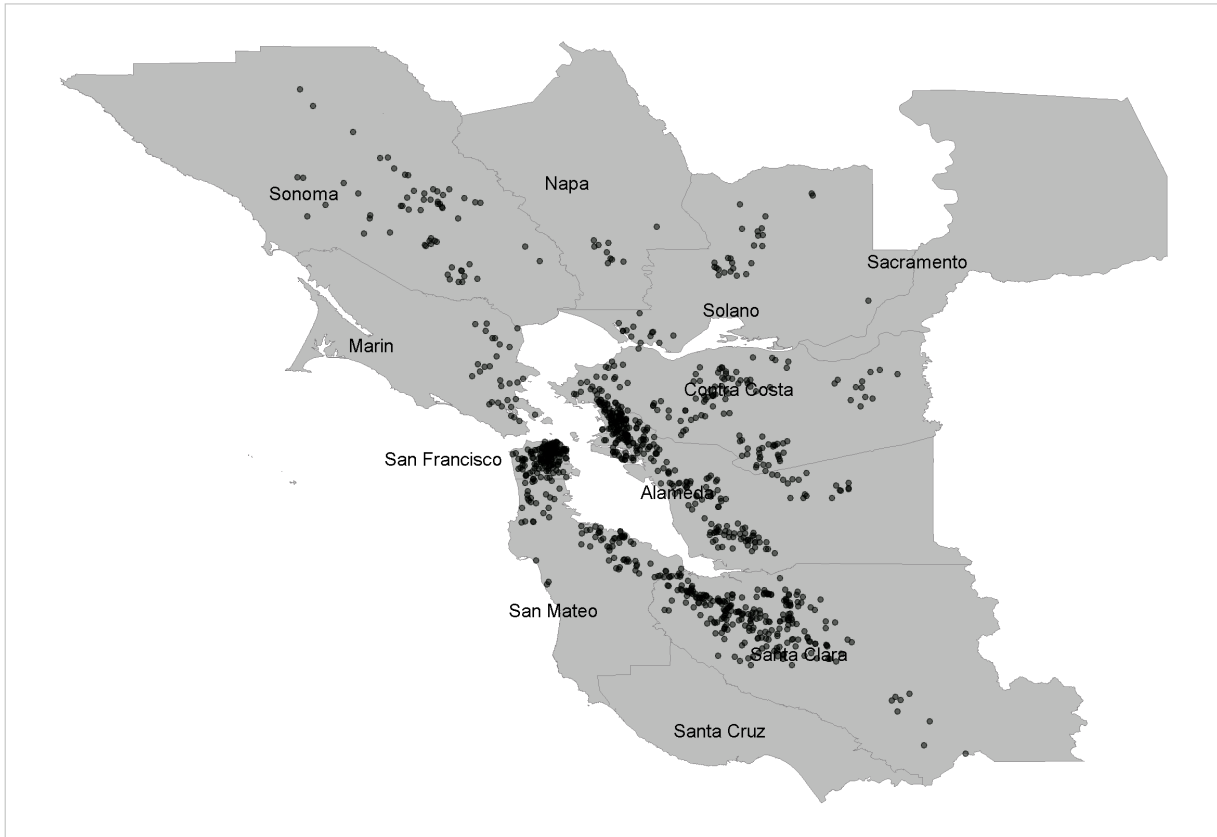 Napa
Sonoma
Sacramento
Solano
Marin
Contra Costa
San Francisco
Alameda
San Mateo
Santa Clara
Santa Cruz